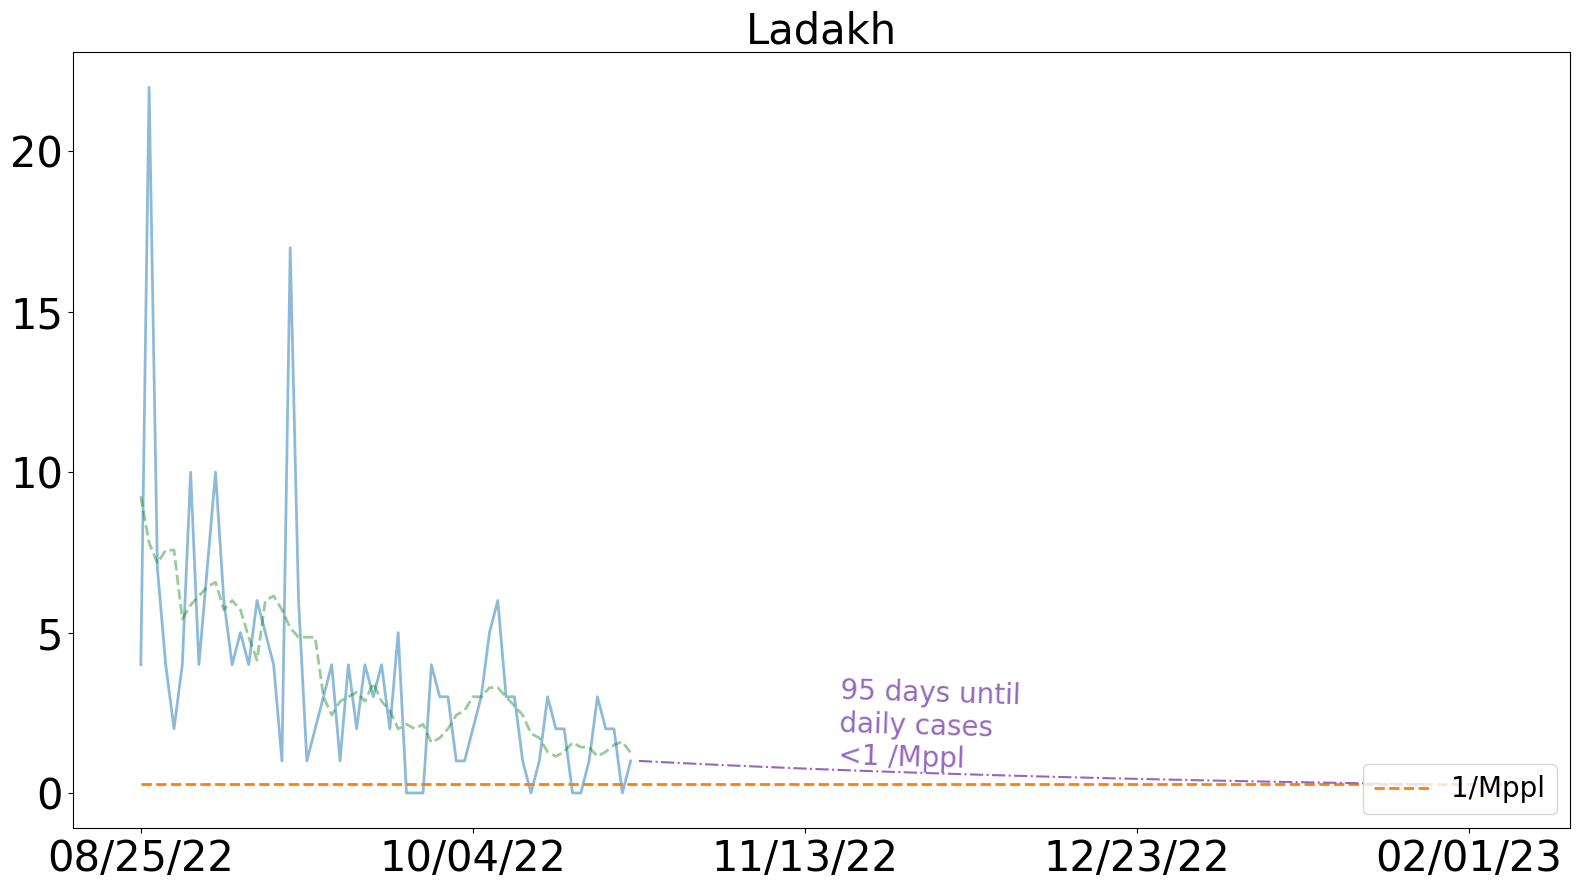 Ladakh
20
15
10
5
0
95 days until
daily cases
<1 /Mppl
1/Mppl
08/25/22 10/04/22 11/13/22 12/23/22 02/01/23